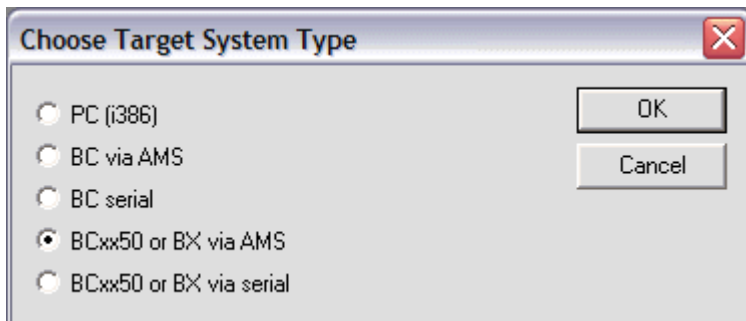 Choose Target System Type
PC (i386)
OK
BC via AMS
Cancel
BC serial
BCxx50 or BX via AMS
BCxx50 or BX via serial